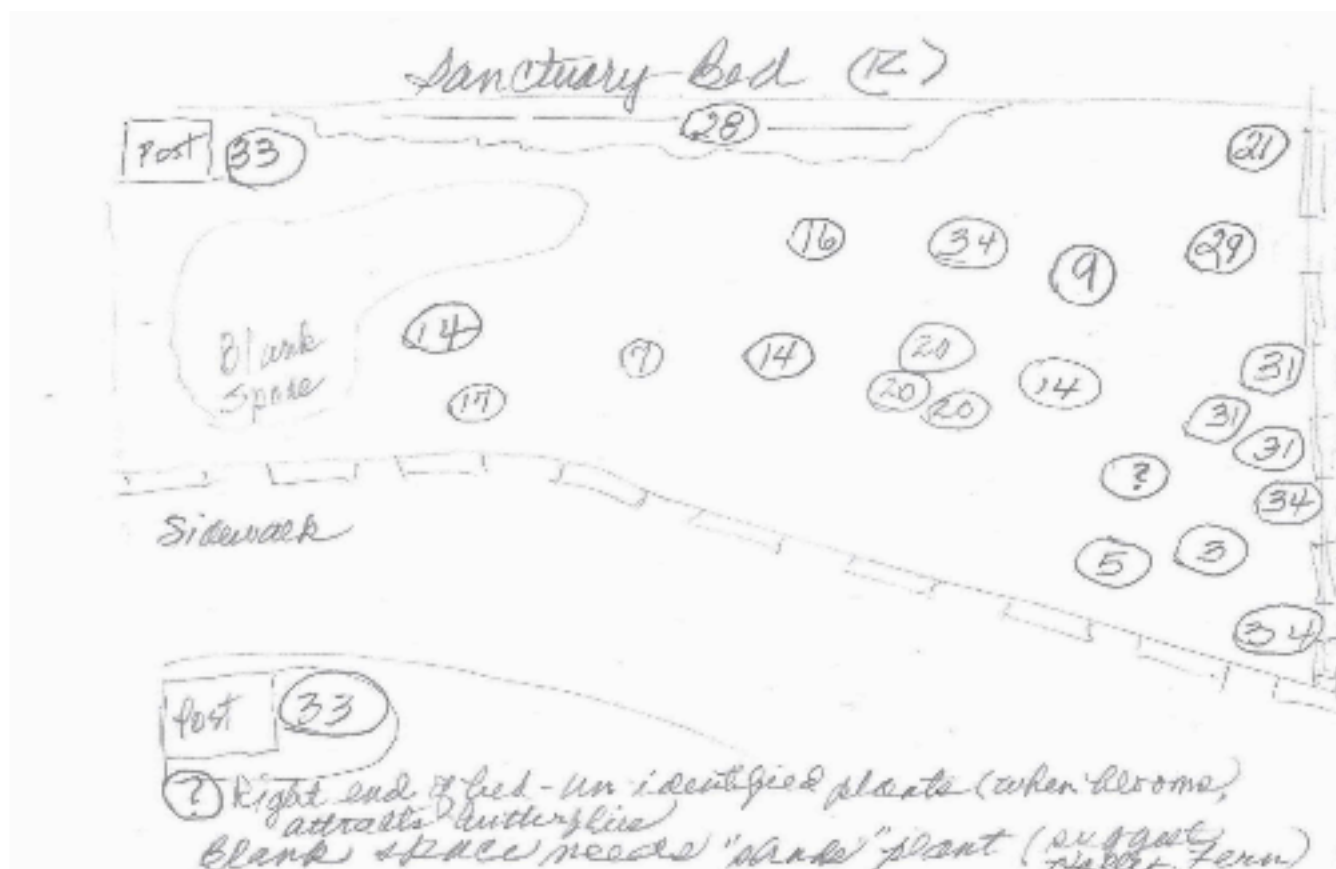 Sanctuary Bed (R)
28
Post 33
21
16 34 9 29
Blank
Space
14
7 14 20
20 20 14
31
31
31
17
?
34
Sidewalk
5 3
34
Post 33
? Right end of bed - un identified plants (when blooms,
attracts butterflies
Blank space needs "shade" plant (suggest
Fern)